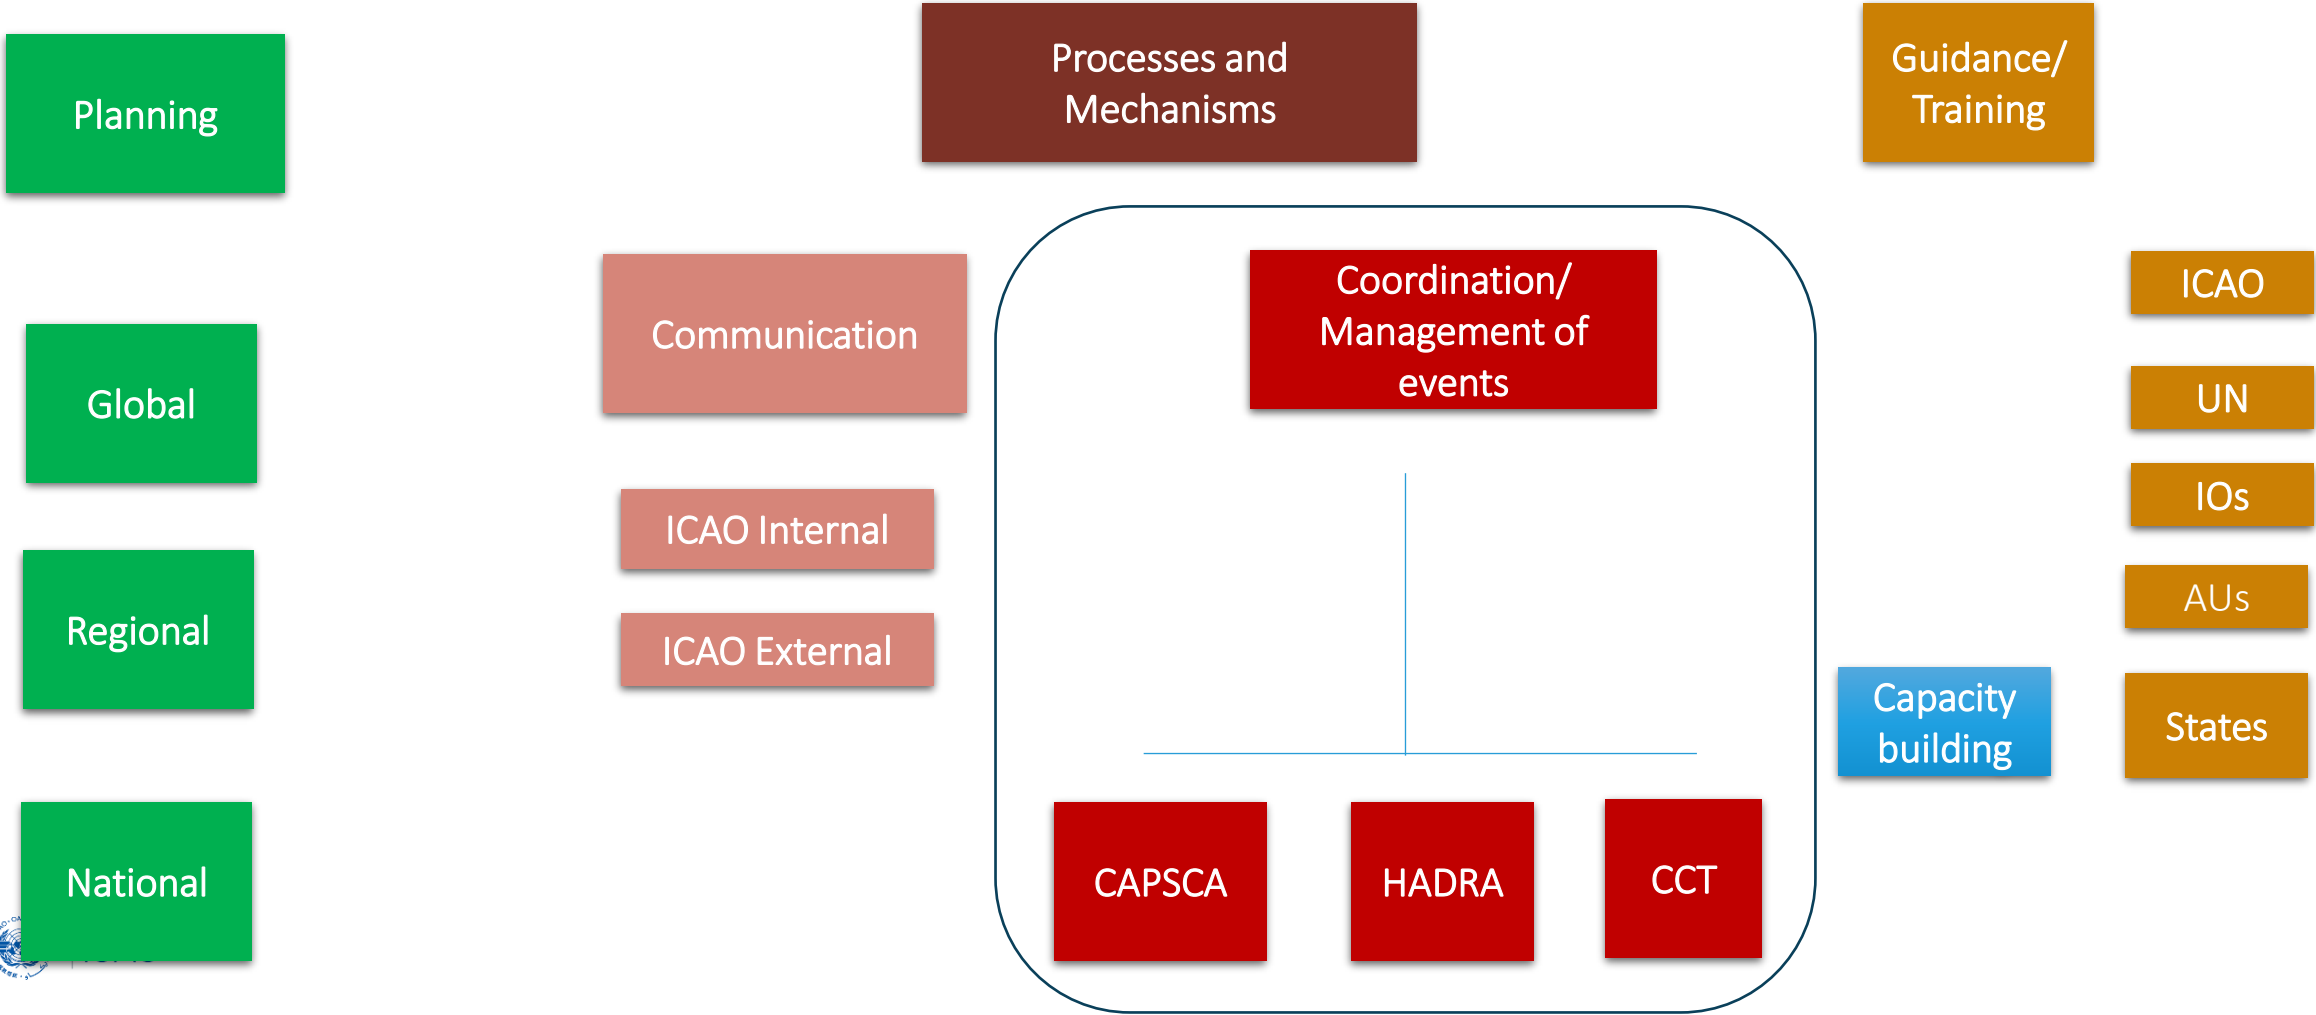 Planning
Processes and
Mechanisms
Guidance/
Training
Global
Regional
National
Communication
ICAO Internal
ICAO External
Coordination/
Management of
events
CAPSCA
HADRA
CCT
Capacity
building
ICAO
UN
IOs
AUs
States